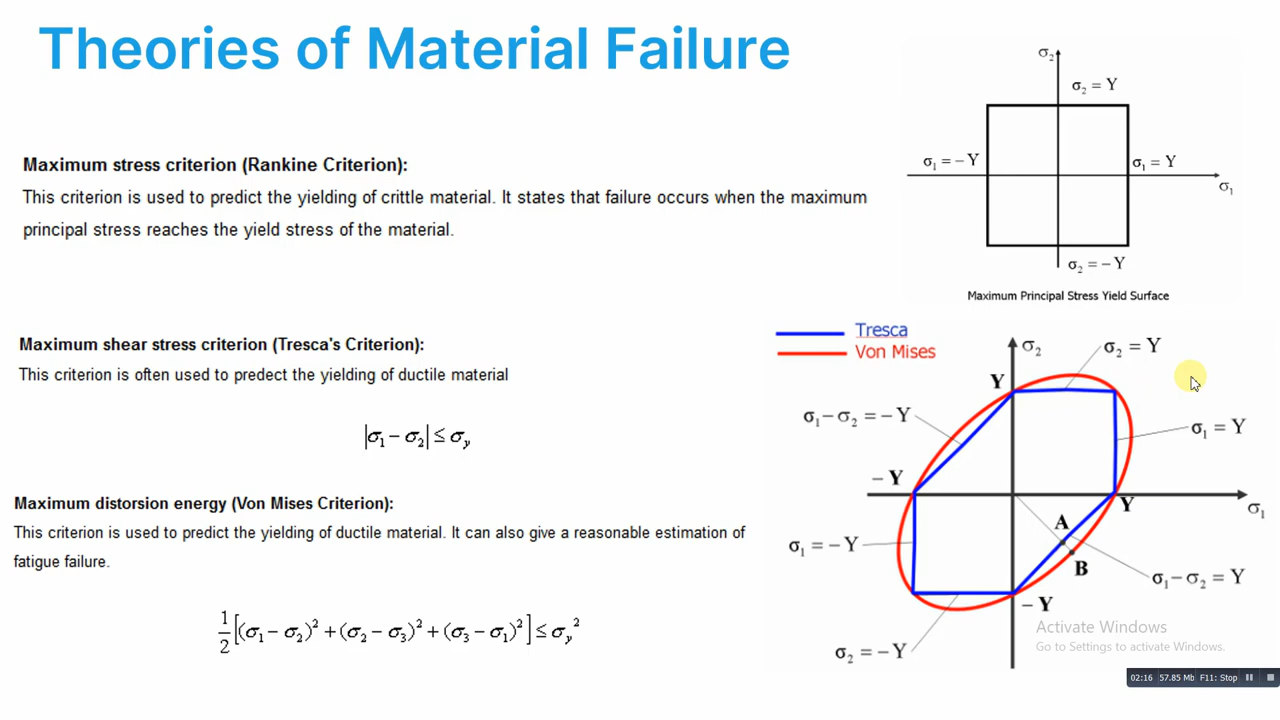 Theories of Material Failure
Maximum stress criterion (Rankine Criterion):
This criterion is used to predict the yielding of crittle material. It states that failure occurs when the maximum
principal stress reaches the yield stress of the material.
σ₂
σ₂ = Y
σ₁ = – Y
σ₁ = Y
σ₁
σ₂ = – Y
Maximum Principal Stress Yield Surface
Maximum shear stress criterion (Tresca's Criterion):
This criterion is often used to predect the yielding of ductile material
|σ₁ – σ₂| ≤ σᵧ
Maximum distorsion energy (Von Mises Criterion):
This criterion is used to predict the yielding of ductile material. It can also give a reasonable estimation of
fatigue failure.
½[(σ₁ – σ₂)² + (σ₂ – σ₃)² + (σ₃ – σ₁)²] ≤ σᵧ²
Tresca
Von Mises
σ₂
σ₂ = Y
Y
σ₁ – σ₂ = – Y
σ₁ = Y
– Y
Y
σ₁
A
σ₁ = – Y
B
σ₁ – σ₂ = Y
– Y
σ₂ = – Y
Activate Windows
Go to Settings to activate Windows.
02:16 57.85 Mb F11: Stop